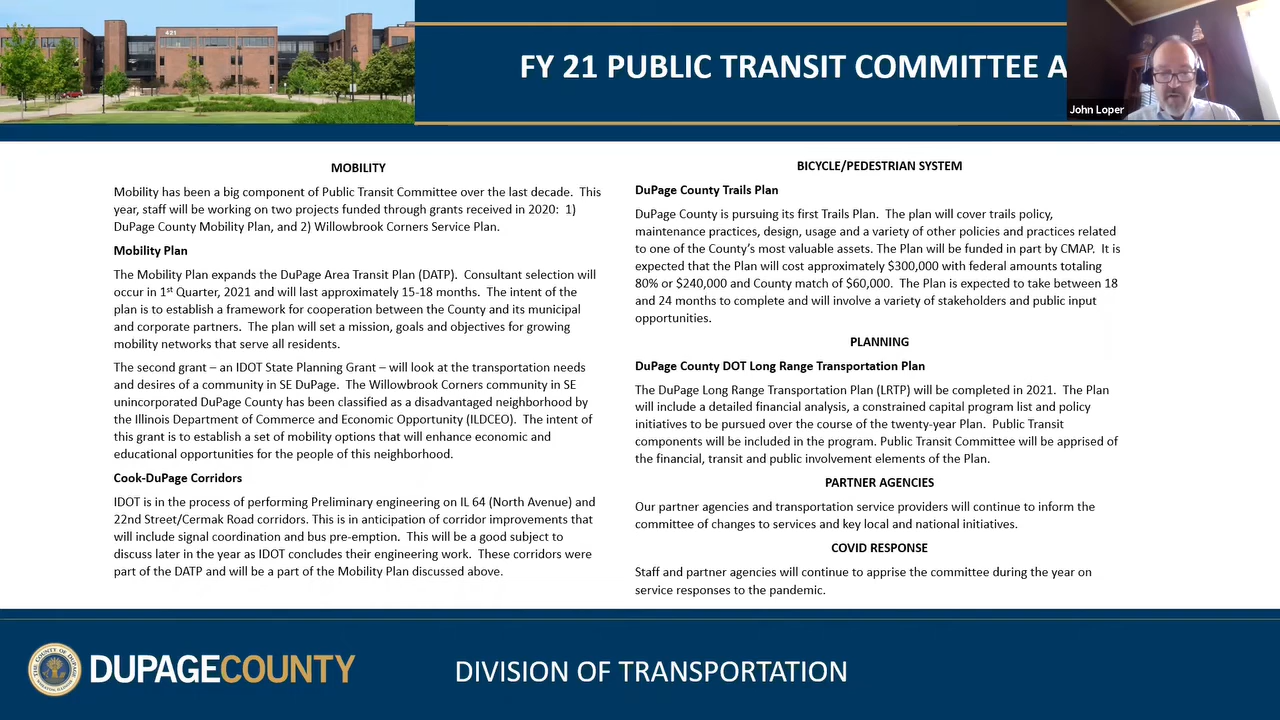 421
FY 21 PUBLIC TRANSIT COMMITTEE A
John Loper
MOBILITY
Mobility has been a big component of Public Transit Committee over the last decade. This
year, staff will be working on two projects funded through grants received in 2020: 1)
DuPage County Mobility Plan, and 2) Willowbrook Corners Service Plan.
Mobility Plan
The Mobility Plan expands the DuPage Area Transit Plan (DATP). Consultant selection will
occur in 1st Quarter, 2021 and will last approximately 15-18 months. The intent of the
plan is to establish a framework for cooperation between the County and its municipal
and corporate partners. The plan will set a mission, goals and objectives for growing
mobility networks that serve all residents.
The second grant – an IDOT State Planning Grant – will look at the transportation needs
and desires of a community in SE DuPage. The Willowbrook Corners community in SE
unincorporated DuPage County has been classified as a disadvantaged neighborhood by
the Illinois Department of Commerce and Economic Opportunity (ILDCEO). The intent of
this grant is to establish a set of mobility options that will enhance economic and
educational opportunities for the people of this neighborhood.
Cook-DuPage Corridors
IDOT is in the process of performing Preliminary engineering on IL 64 (North Avenue) and
22nd Street/Cermak Road corridors. This is in anticipation of corridor improvements that
will include signal coordination and bus pre-emption. This will be a good subject to
discuss later in the year as IDOT concludes their engineering work. These corridors were
part of the DATP and will be a part of the Mobility Plan discussed above.
BICYCLE/PEDESTRIAN SYSTEM
DuPage County Trails Plan
DuPage County is pursuing its first Trails Plan. The plan will cover trails policy,
maintenance practices, design, usage and a variety of other policies and practices related
to one of the County's most valuable assets. The Plan will be funded in part by CMAP. It is
expected that the Plan will cost approximately $300,000 with federal amounts totaling
80% or $240,000 and County match of $60,000. The Plan is expected to take between 18
and 24 months to complete and will involve a variety of stakeholders and public input
opportunities.
PLANNING
DuPage County DOT Long Range Transportation Plan
The DuPage Long Range Transportation Plan (LRTP) will be completed in 2021. The Plan
will include a detailed financial analysis, a constrained capital program list and policy
initiatives to be pursued over the course of the twenty-year Plan. Public Transit
components will be included in the program. Public Transit Committee will be apprised of
the financial, transit and public involvement elements of the Plan.
PARTNER AGENCIES
Our partner agencies and transportation service providers will continue to inform the
committee of changes to services and key local and national initiatives.
COVID RESPONSE
Staff and partner agencies will continue to apprise the committee during the year on
service responses to the pandemic.
DUPAGECOUNTY
DIVISION OF TRANSPORTATION